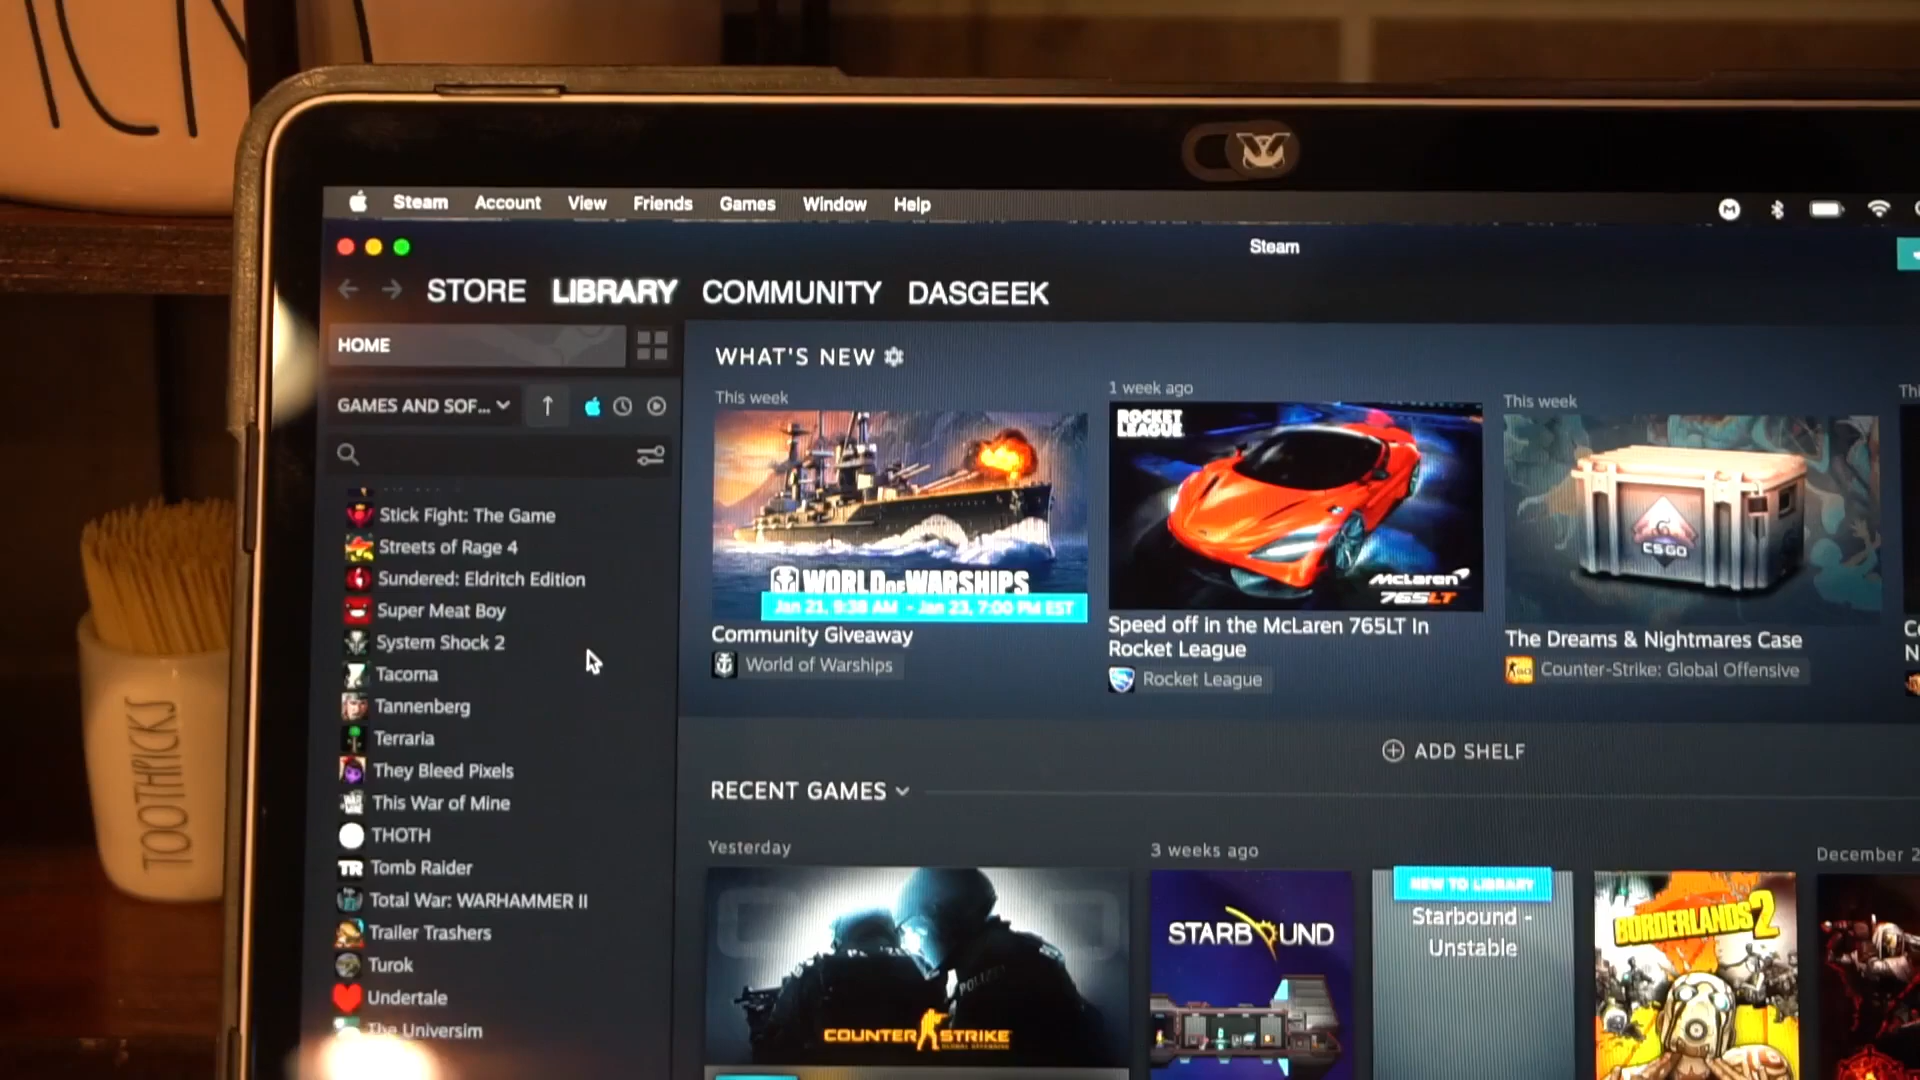 Steam Account View Friends Games Window Help
Steam
STORE LIBRARY COMMUNITY DASGEEK
HOME
GAMES AND SOF...
Stick Fight: The Game
Streets of Rage 4
Sundered: Eldritch Edition
Super Meat Boy
System Shock 2
Tacoma
Tannenberg
Terraria
They Bleed Pixels
This War of Mine
THOTH
TR Tomb Raider
Total War: WARHAMMER II
Trailer Trashers
Turok
Undertale
The Universim
WHAT'S NEW
This week
WORLD OF WARSHIPS
Jan 21, 9:38 AM - Jan 23, 7:00 PM EST
Community Giveaway
World of Warships
1 week ago
ROCKET
LEAGUE
McLaren
765LT
Speed off in the McLaren 765LT In
Rocket League
Rocket League
This week
CS GO
The Dreams & Nightmares Case
Counter-Strike: Global Offensive
ADD SHELF
RECENT GAMES
Yesterday
POLIZEI
COUNTER STRIKE
GLOBAL OFFENSIVE
3 weeks ago
STARBOUND
NEW TO LIBRARY
Starbound -
Unstable
BORDERLANDS 2
December 2
TOOTHPICKS